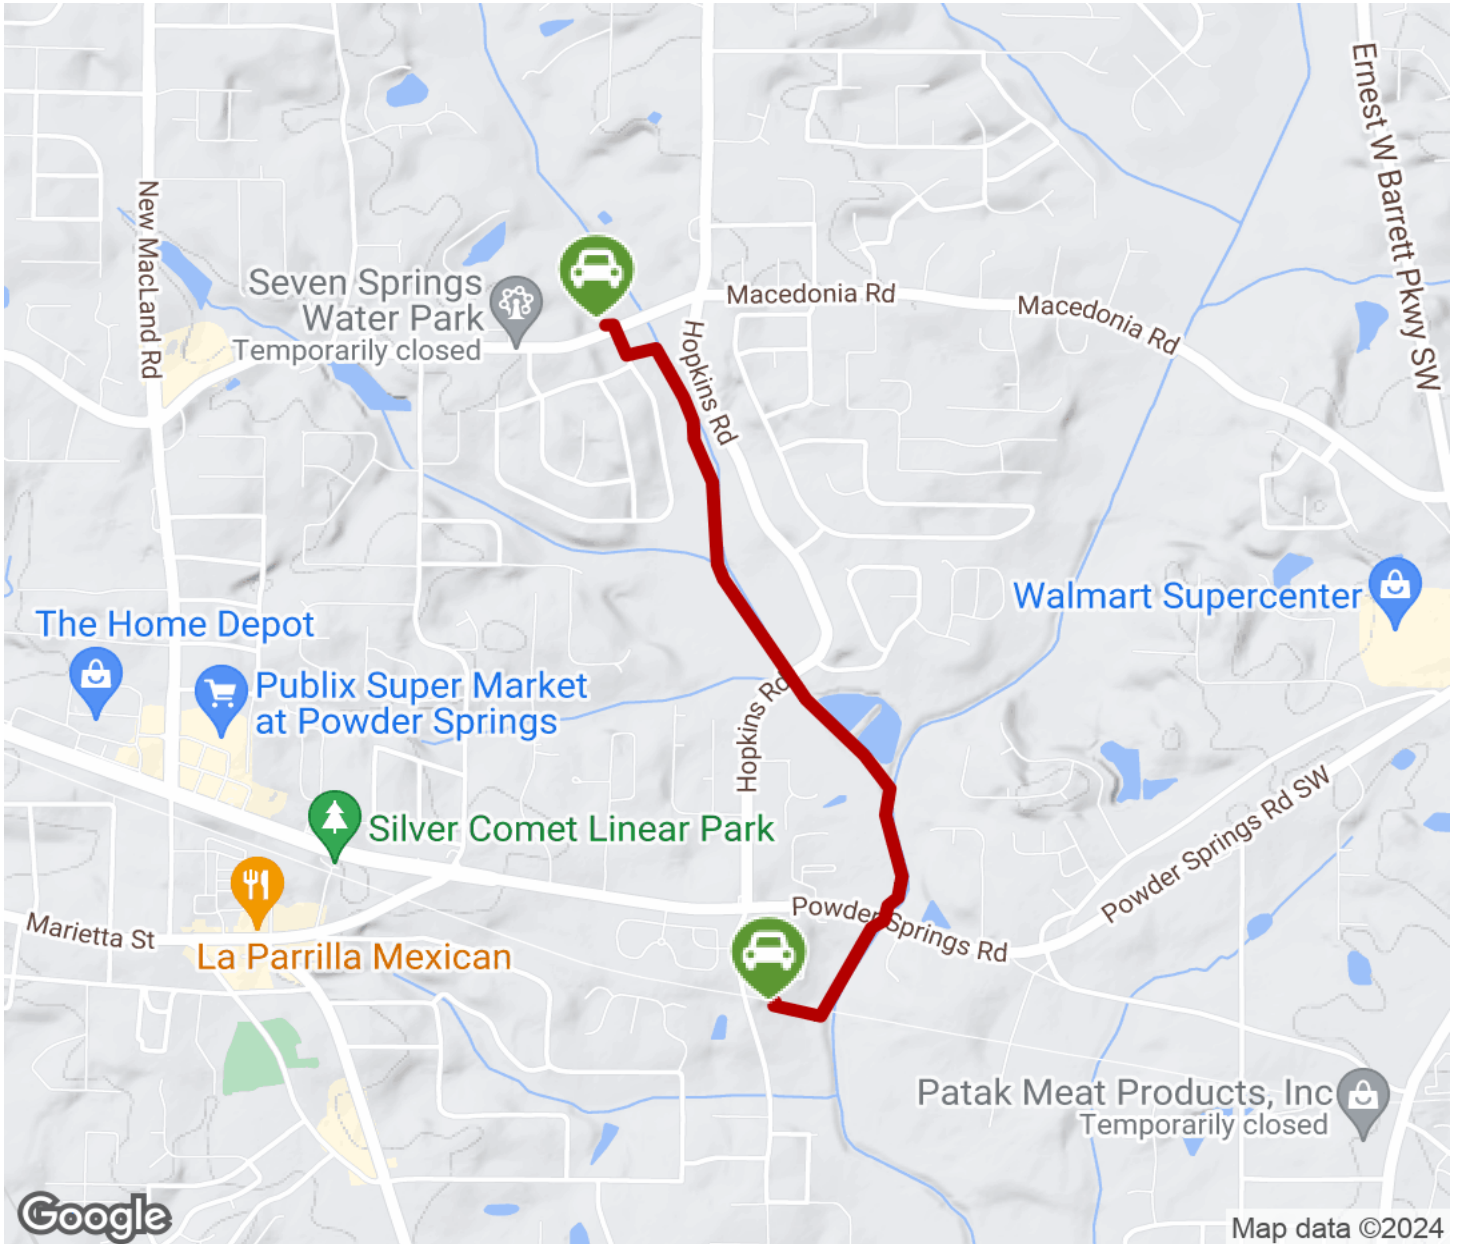 Ernest W Barrett Pkwy SW
New MacLand Rd
Seven Springs
Water Park
Temporarily closed
Macedonia Rd
Macedonia Rd
Hopkins Rd
Walmart Supercenter
The Home Depot
Publix Super Market
at Powder Springs
Hopkins Rd
Silver Comet Linear Park
Powder Springs Rd SW
Marietta St
La Parrilla Mexican
Powder Springs Rd
Patak Meat Products, Inc
Temporarily closed
Google
Map data ©2024